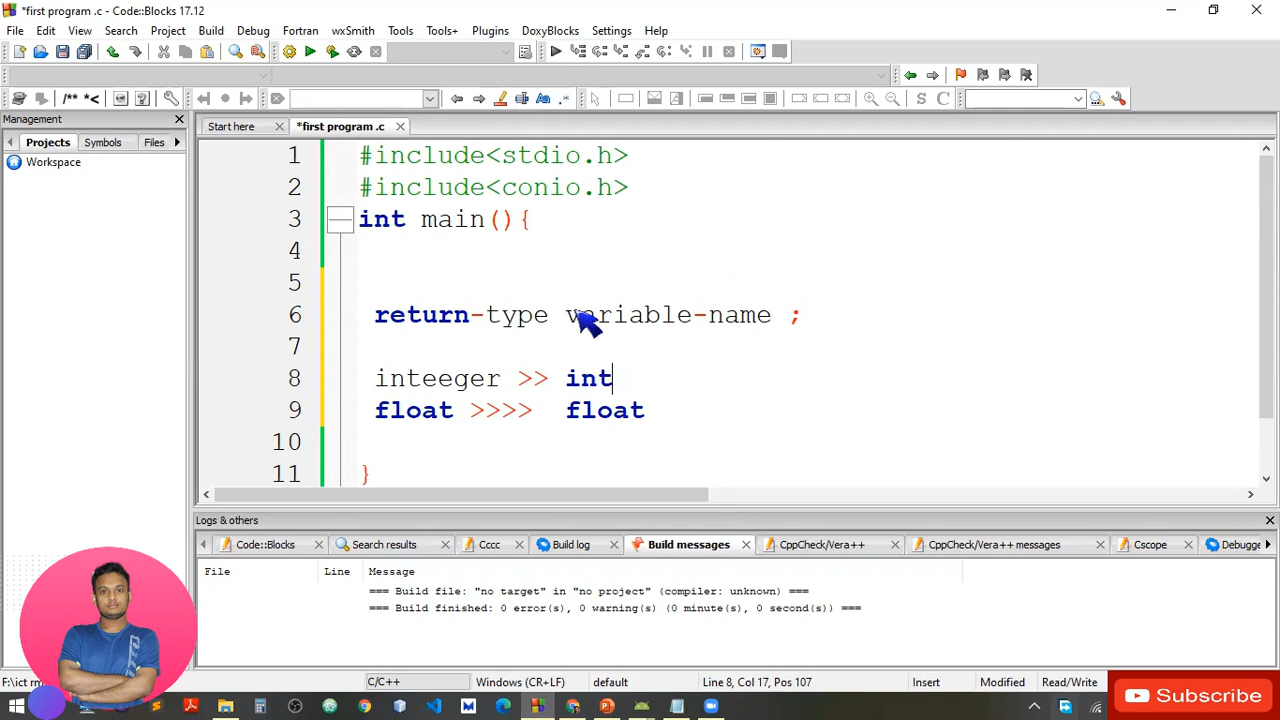 *first program .c - Code::Blocks 17.12
File Edit View Search Project Build Debug Fortran wxSmith Tools Tools+ Plugins DoxyBlocks Settings Help
/** *<
S C
Management
Projects Symbols Files
Workspace
Start here *first program .c
1 #include<stdio.h>
2 #include<conio.h>
3 int main(){
4
5
6 return-type variable-name ;
7
8 inteeger >> int
9 float >>>> float
10
11 }
Logs & others
Code::Blocks Search results Cccc Build log Build messages CppCheck/Vera++ CppCheck/Vera++ messages Cscope Debugge
File Line Message
=== Build file: "no target" in "no project" (compiler: unknown) ===
=== Build finished: 0 error(s), 0 warning(s) (0 minute(s), 0 second(s)) ===
F:\ict C/C++ Windows (CR+LF) default Line 8, Col 17, Pos 107 Insert Modified Read/Write
Subscribe